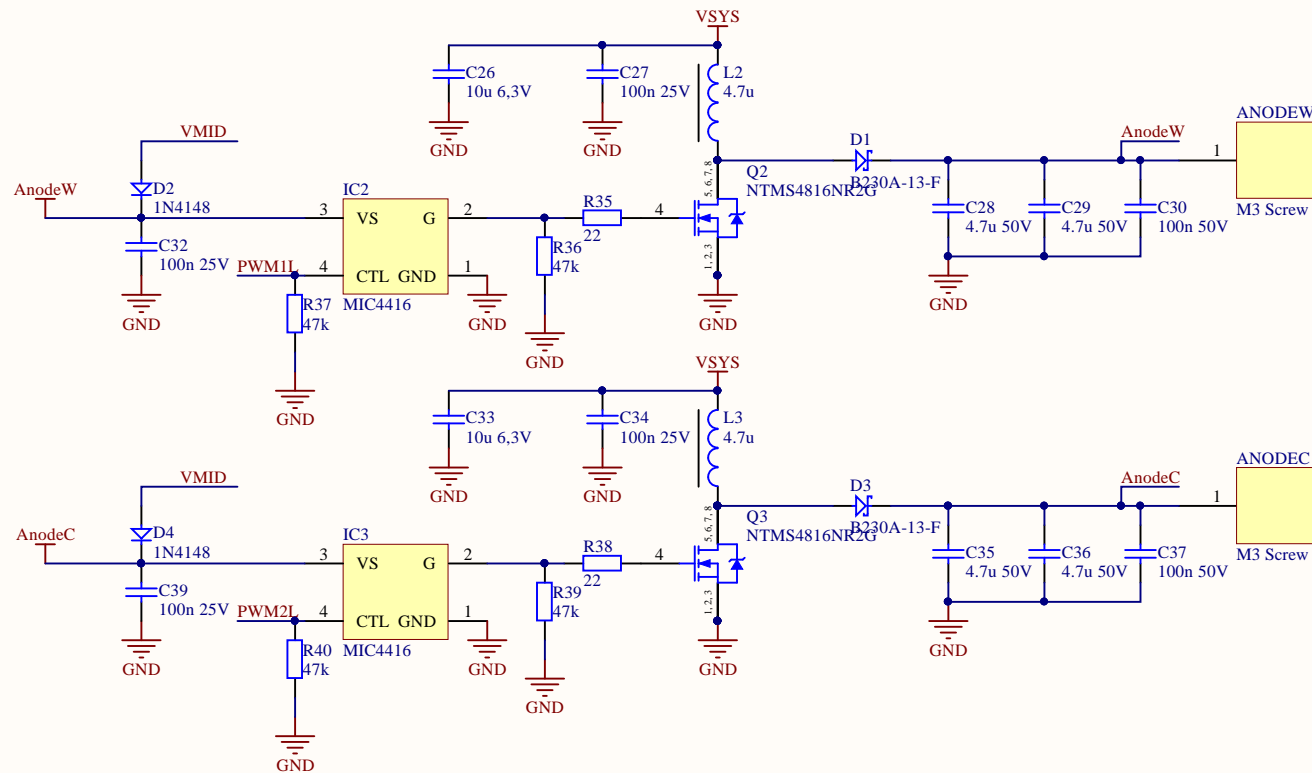 VSYS
C26
10u 6,3V
GND
C27
100n 25V
GND
L2
4.7u
VMID
AnodeW
D2
1N4148
C32
100n 25V
GND
PWM1L
R37
47k
GND
IC2
3
VS
G
2
4
CTL
GND
1
MIC4416
GND
R35
22
R36
47k
GND
4
5, 6, 7, 8
1, 2, 3
Q2
NTMS4816NR2G
GND
D1
B230A-13-F
C28
4.7u 50V
C29
4.7u 50V
C30
100n 50V
GND
AnodeW
1
ANODEW
M3 Screw
VSYS
C33
10u 6,3V
GND
C34
100n 25V
GND
L3
4.7u
VMID
AnodeC
D4
1N4148
C39
100n 25V
GND
PWM2L
R40
47k
GND
IC3
3
VS
G
2
4
CTL
GND
1
MIC4416
GND
R38
22
R39
47k
GND
4
5, 6, 7, 8
1, 2, 3
Q3
NTMS4816NR2G
GND
D3
B230A-13-F
C35
4.7u 50V
C36
4.7u 50V
C37
100n 50V
GND
AnodeC
1
ANODEC
M3 Screw